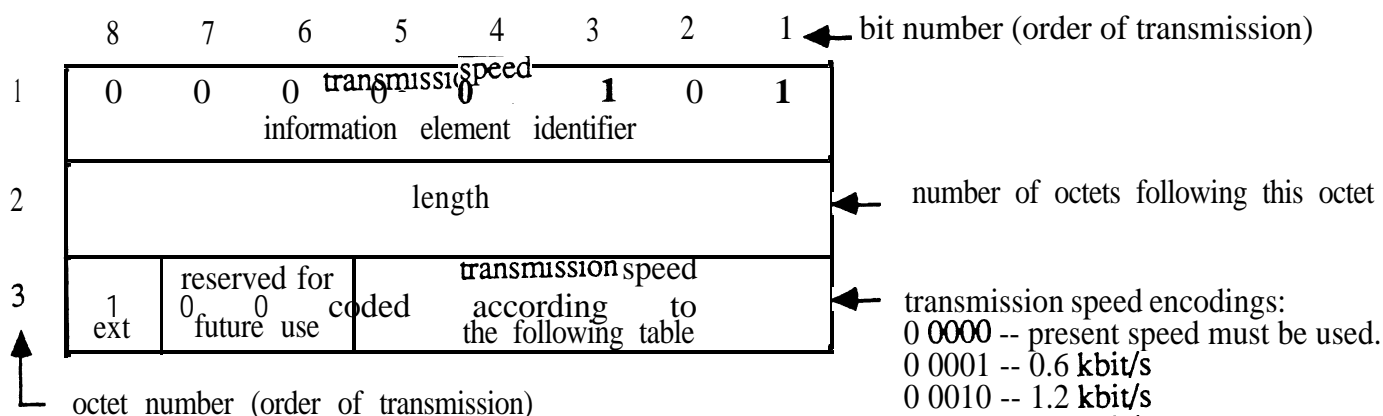 8 7 6 5 4 3 2 1 bit number (order of transmission)
transmission speed
1 0 0 0 0 0 1 0 1
information element identifier
2 length number of octets following this octet
3 1 ext
reserved for
0 0
future use
transmission speed
coded according to
the following table
transmission speed encodings:
0 0000 -- present speed must be used.
0 0001 -- 0.6 kbit/s
0 0010 -- 1.2 kbit/s
octet number (order of transmission)